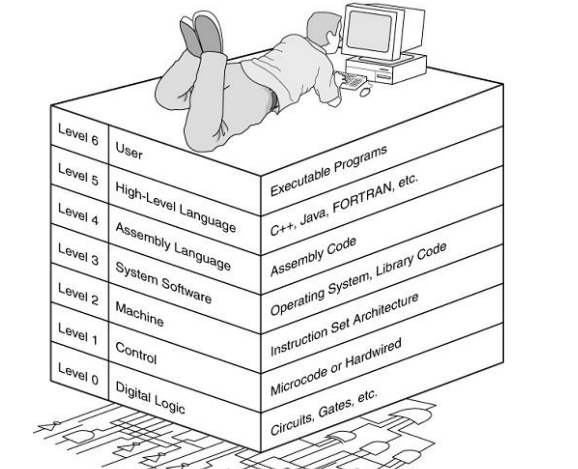 Level 6 User Executable Programs
Level 5 High-Level Language C++, Java, FORTRAN, etc.
Level 4 Assembly Language Assembly Code
Level 3 System Software Operating System, Library Code
Level 2 Machine Instruction Set Architecture
Level 1 Control Microcode or Hardwired
Level 0 Digital Logic Circuits, Gates, etc.